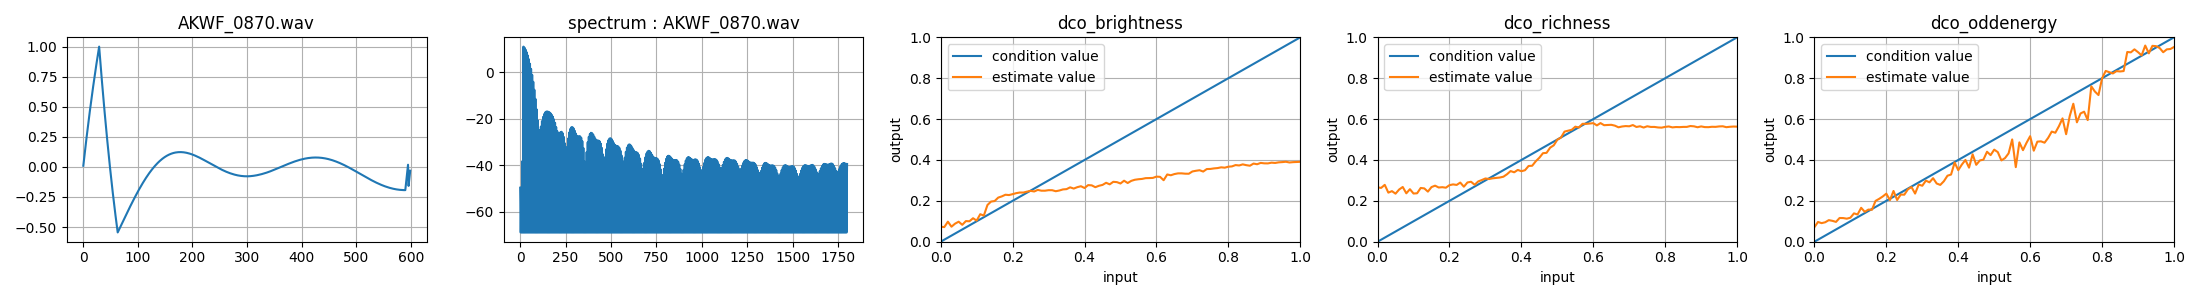 AKWF_0870.wav
1.00
0.75
0.50
0.25
0.00
−0.25
−0.50
0 100 200 300 400 500 600
spectrum : AKWF_0870.wav
0
−20
−40
−60
0 250 500 750 1000 1250 1500 1750
dco_brightness
condition value
estimate value
output
1.0
0.8
0.6
0.4
0.2
0.0
0.0 0.2 0.4 0.6 0.8 1.0
input
dco_richness
condition value
estimate value
output
1.0
0.8
0.6
0.4
0.2
0.0
0.0 0.2 0.4 0.6 0.8 1.0
input
dco_oddenergy
condition value
estimate value
output
1.0
0.8
0.6
0.4
0.2
0.0
0.0 0.2 0.4 0.6 0.8 1.0
input